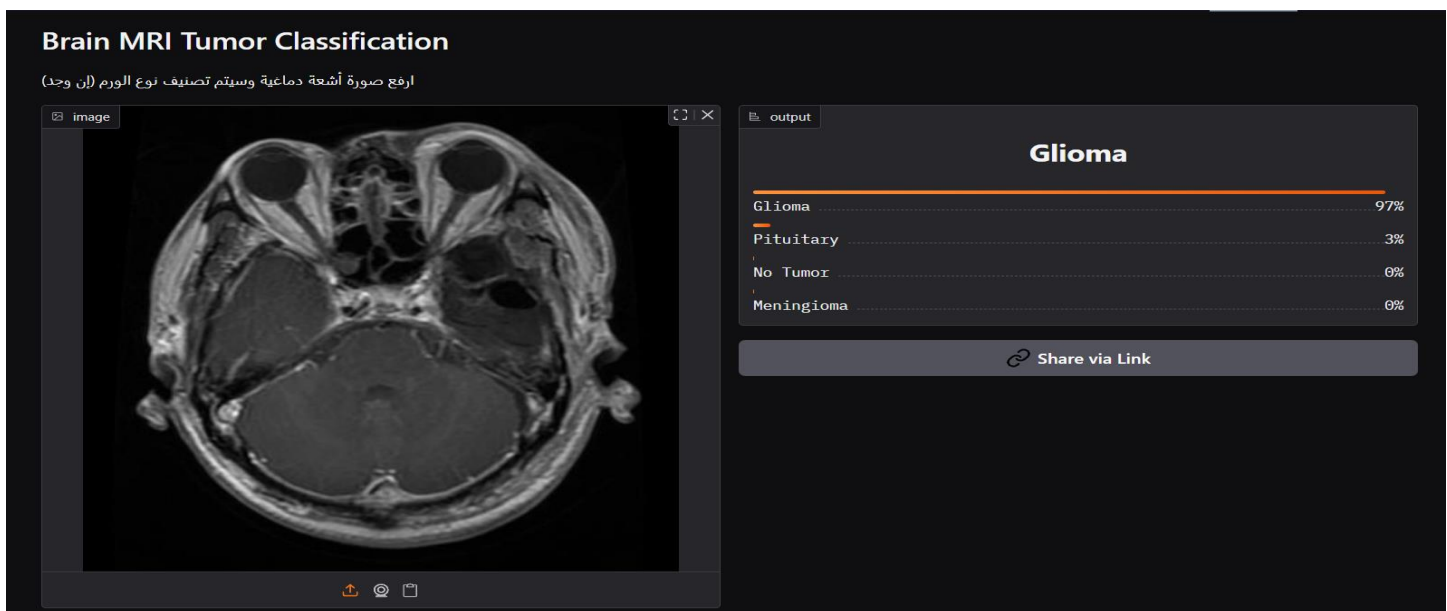 Brain MRI Tumor Classification
ارفع صورة أشعة دماغية وسيتم تصنيف نوع الورم (إن وجد)
image
output
Glioma
Glioma 97%
Pituitary 3%
No Tumor 0%
Meningioma 0%
Share via Link